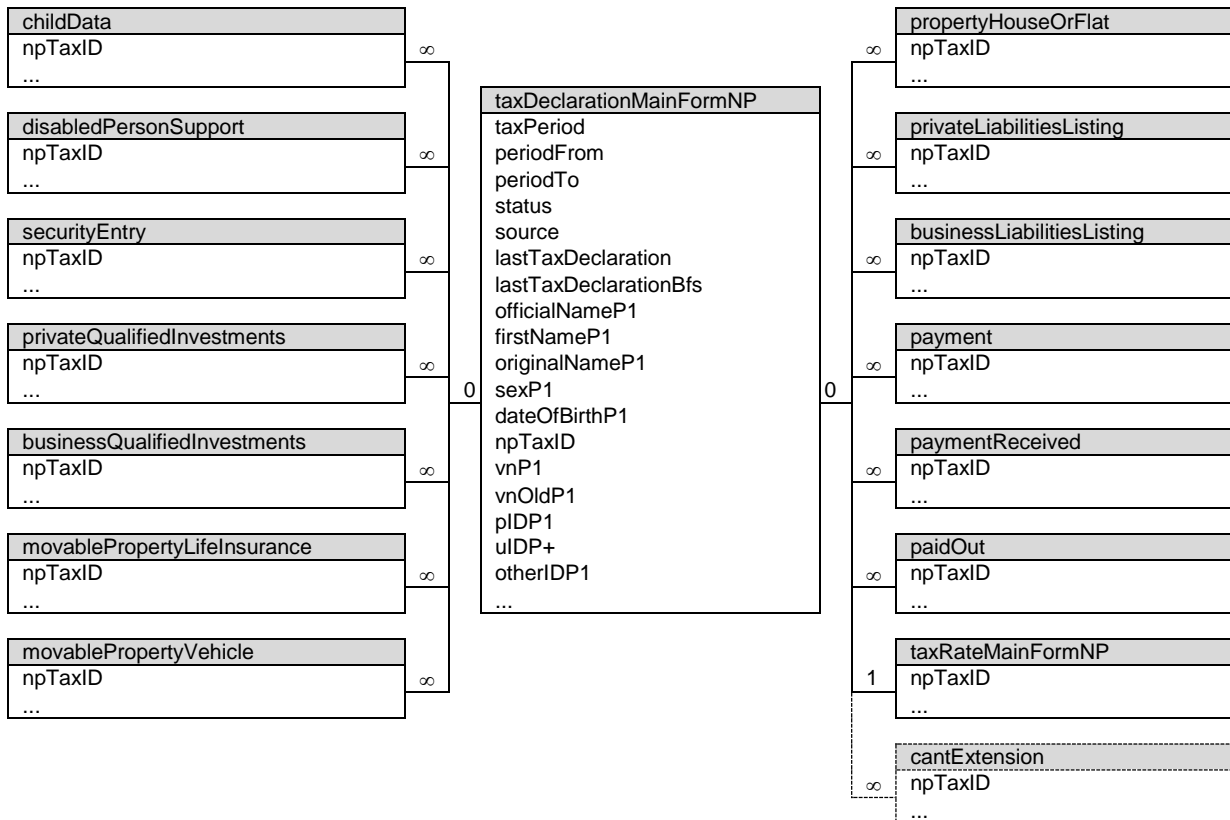 childData
npTaxID
...
∞
disabledPersonSupport
npTaxID
...
∞
securityEntry
npTaxID
...
∞
privateQualifiedInvestments
npTaxID
...
∞
businessQualifiedInvestments
npTaxID
...
∞
movablePropertyLifeInsurance
npTaxID
...
∞
movablePropertyVehicle
npTaxID
...
∞
0
taxDeclarationMainFormNP
taxPeriod
periodFrom
periodTo
status
source
lastTaxDeclaration
lastTaxDeclarationBfs
officialNameP1
firstNameP1
originalNameP1
sexP1
dateOfBirthP1
npTaxID
vnP1
vnOldP1
pIDP1
uIDP+
otherIDP1
...
0
propertyHouseOrFlat
∞
npTaxID
...
privateLiabilitiesListing
∞
npTaxID
...
businessLiabilitiesListing
∞
npTaxID
...
payment
∞
npTaxID
...
paymentReceived
∞
npTaxID
...
paidOut
∞
npTaxID
...
taxRateMainFormNP
1
npTaxID
...
cantExtension
∞
npTaxID
...